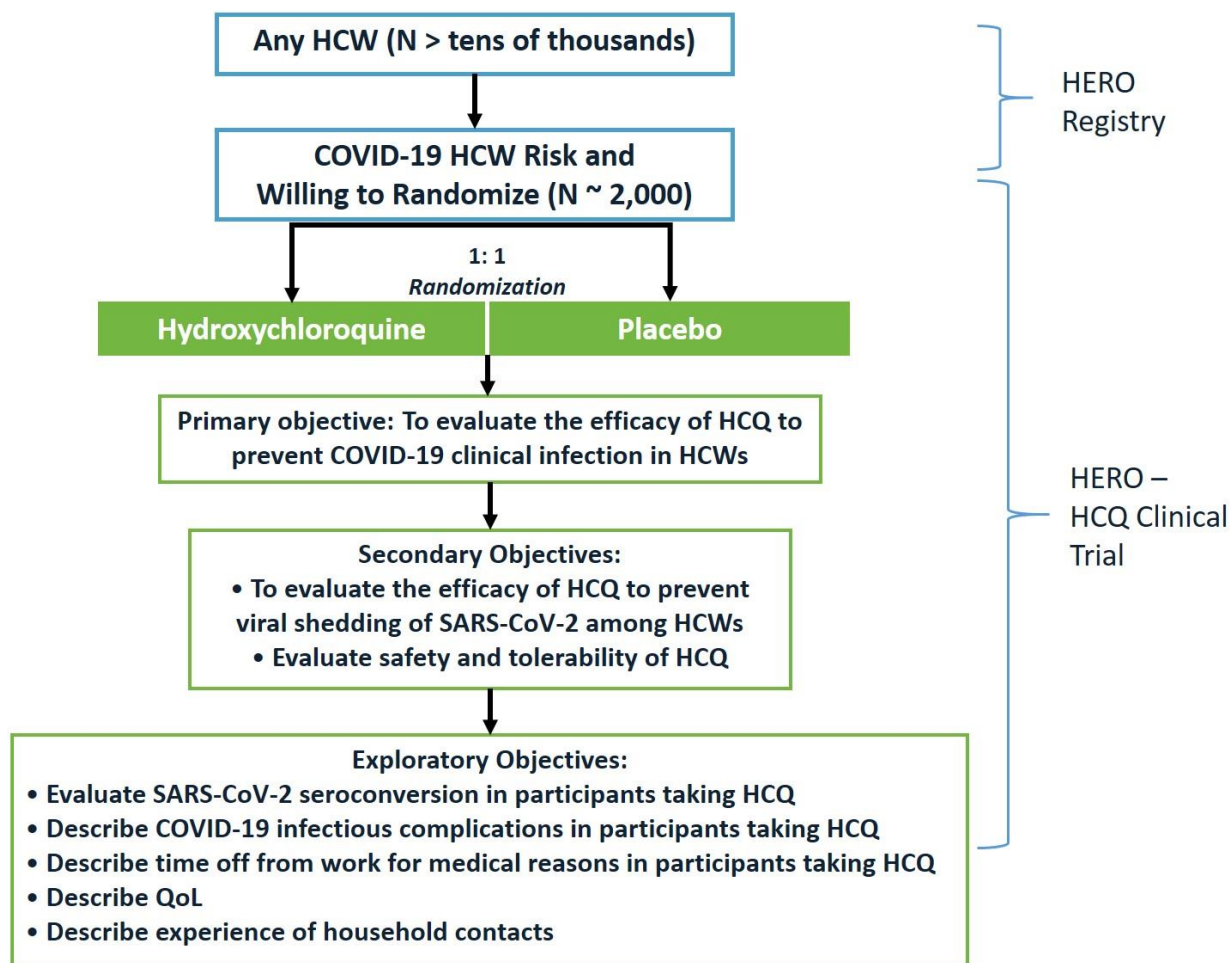 Any HCW (N > tens of thousands)
HERO
Registry
COVID-19 HCW Risk and
Willing to Randomize (N ~ 2,000)
1: 1
Randomization
Hydroxychloroquine
Placebo
Primary objective: To evaluate the efficacy of HCQ to
prevent COVID-19 clinical infection in HCWs
HERO –
HCQ Clinical
Trial
Secondary Objectives:
• To evaluate the efficacy of HCQ to prevent
viral shedding of SARS-CoV-2 among HCWs
• Evaluate safety and tolerability of HCQ
Exploratory Objectives:
• Evaluate SARS-CoV-2 seroconversion in participants taking HCQ
• Describe COVID-19 infectious complications in participants taking HCQ
• Describe time off from work for medical reasons in participants taking HCQ
• Describe QoL
• Describe experience of household contacts